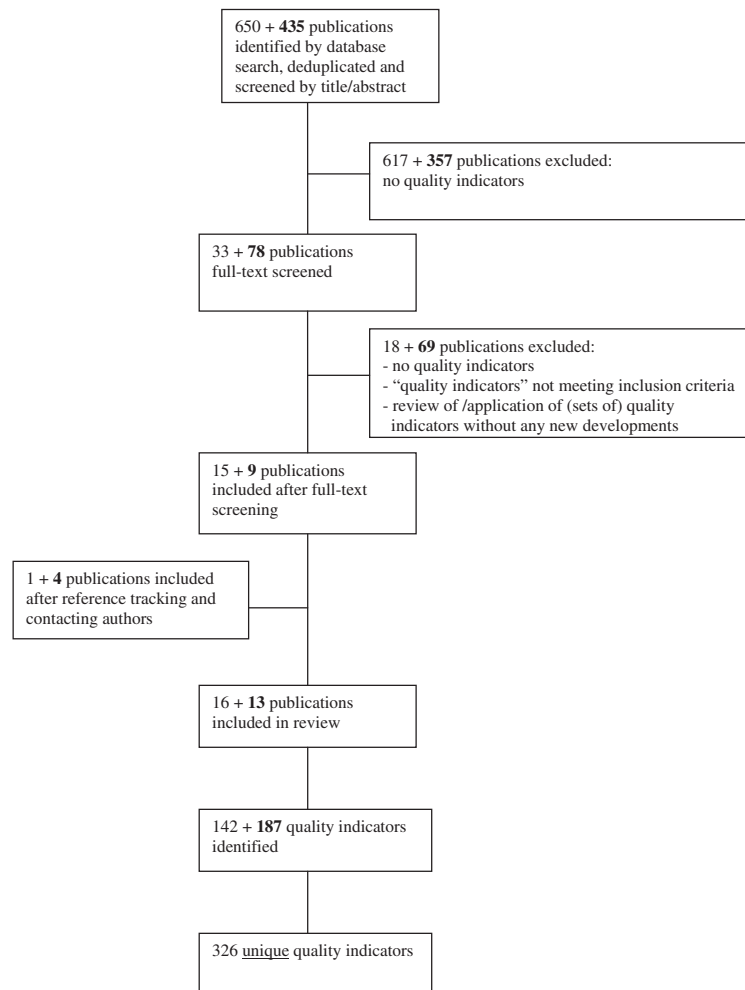 650 + 435 publications
identified by database
search, deduplicated and
screened by title/abstract
617 + 357 publications excluded:
no quality indicators
33 + 78 publications
full-text screened
18 + 69 publications excluded:
- no quality indicators
- “quality indicators” not meeting inclusion criteria
- review of /application of (sets of) quality
indicators without any new developments
15 + 9 publications
included after full-text
screening
1 + 4 publications included
after reference tracking and
contacting authors
16 + 13 publications
included in review
142 + 187 quality indicators
identified
326 unique quality indicators